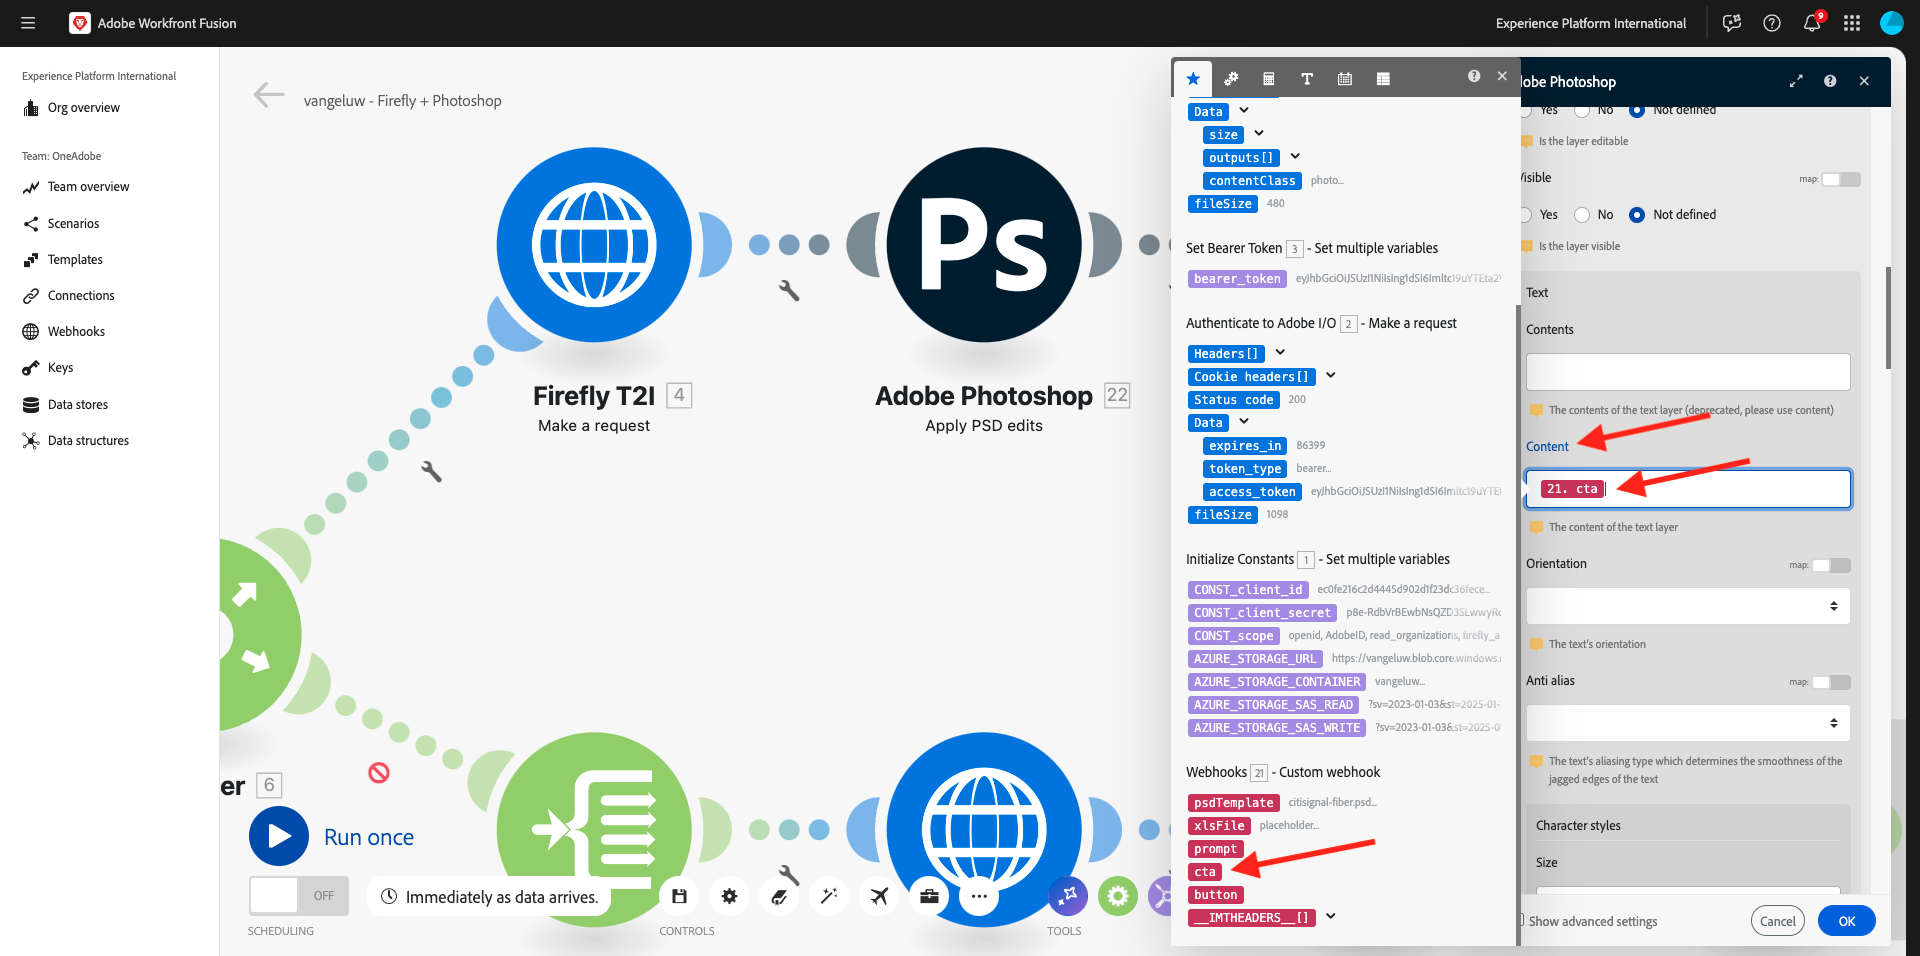 Adobe Workfront Fusion
Experience Platform International
9
Experience Platform International
Org overview
Team: OneAdobe
Team overview
Scenarios
Templates
Connections
Webhooks
Keys
Data stores
Data structures
vangeluw - Firefly + Photoshop
Firefly T2I 4
Make a request
Ps
Adobe Photoshop 22
Apply PSD edits
er 6
Run once
OFF
Immediately as data arrives.
SCHEDULING
CONTROLS
TOOLS
Data
size
outputs[]
contentClass photo...
fileSize 480
Set Bearer Token 3 - Set multiple variables
bearer_token
Authenticate to Adobe I/O 2 - Make a request
Headers[]
Cookie headers[]
Status code 200
Data
expires_in 86399
token_type bearer...
access_token
fileSize 1098
Initialize Constants 1 - Set multiple variables
CONST_client_id
CONST_client_secret
CONST_scope openid, AdobeID, read_organizations, firefly_a
AZURE_STORAGE_URL https://vangeluw.blob.core.windows.
AZURE_STORAGE_CONTAINER vangeluw...
AZURE_STORAGE_SAS_READ ?sv=2023-01-03&st=2025-01-
AZURE_STORAGE_SAS_WRITE ?sv=2023-01-03&st=2025-0
Webhooks 21 - Custom webhook
psdTemplate citisignal-fiber.psd...
xlsFile placeholder...
prompt
cta
button
__IMTHEADERS__[]
obe Photoshop
Yes No Not defined
Is the layer editable
Visible map:
Yes No Not defined
Is the layer visible
Text
Contents
The contents of the text layer (deprecated, please use content)
Content
21. cta
The content of the text layer
Orientation map:
The text's orientation
Anti alias map:
The text's aliasing type which determines the smoothness of the
jagged edges of the text
Character styles
Size
Show advanced settings
Cancel
OK